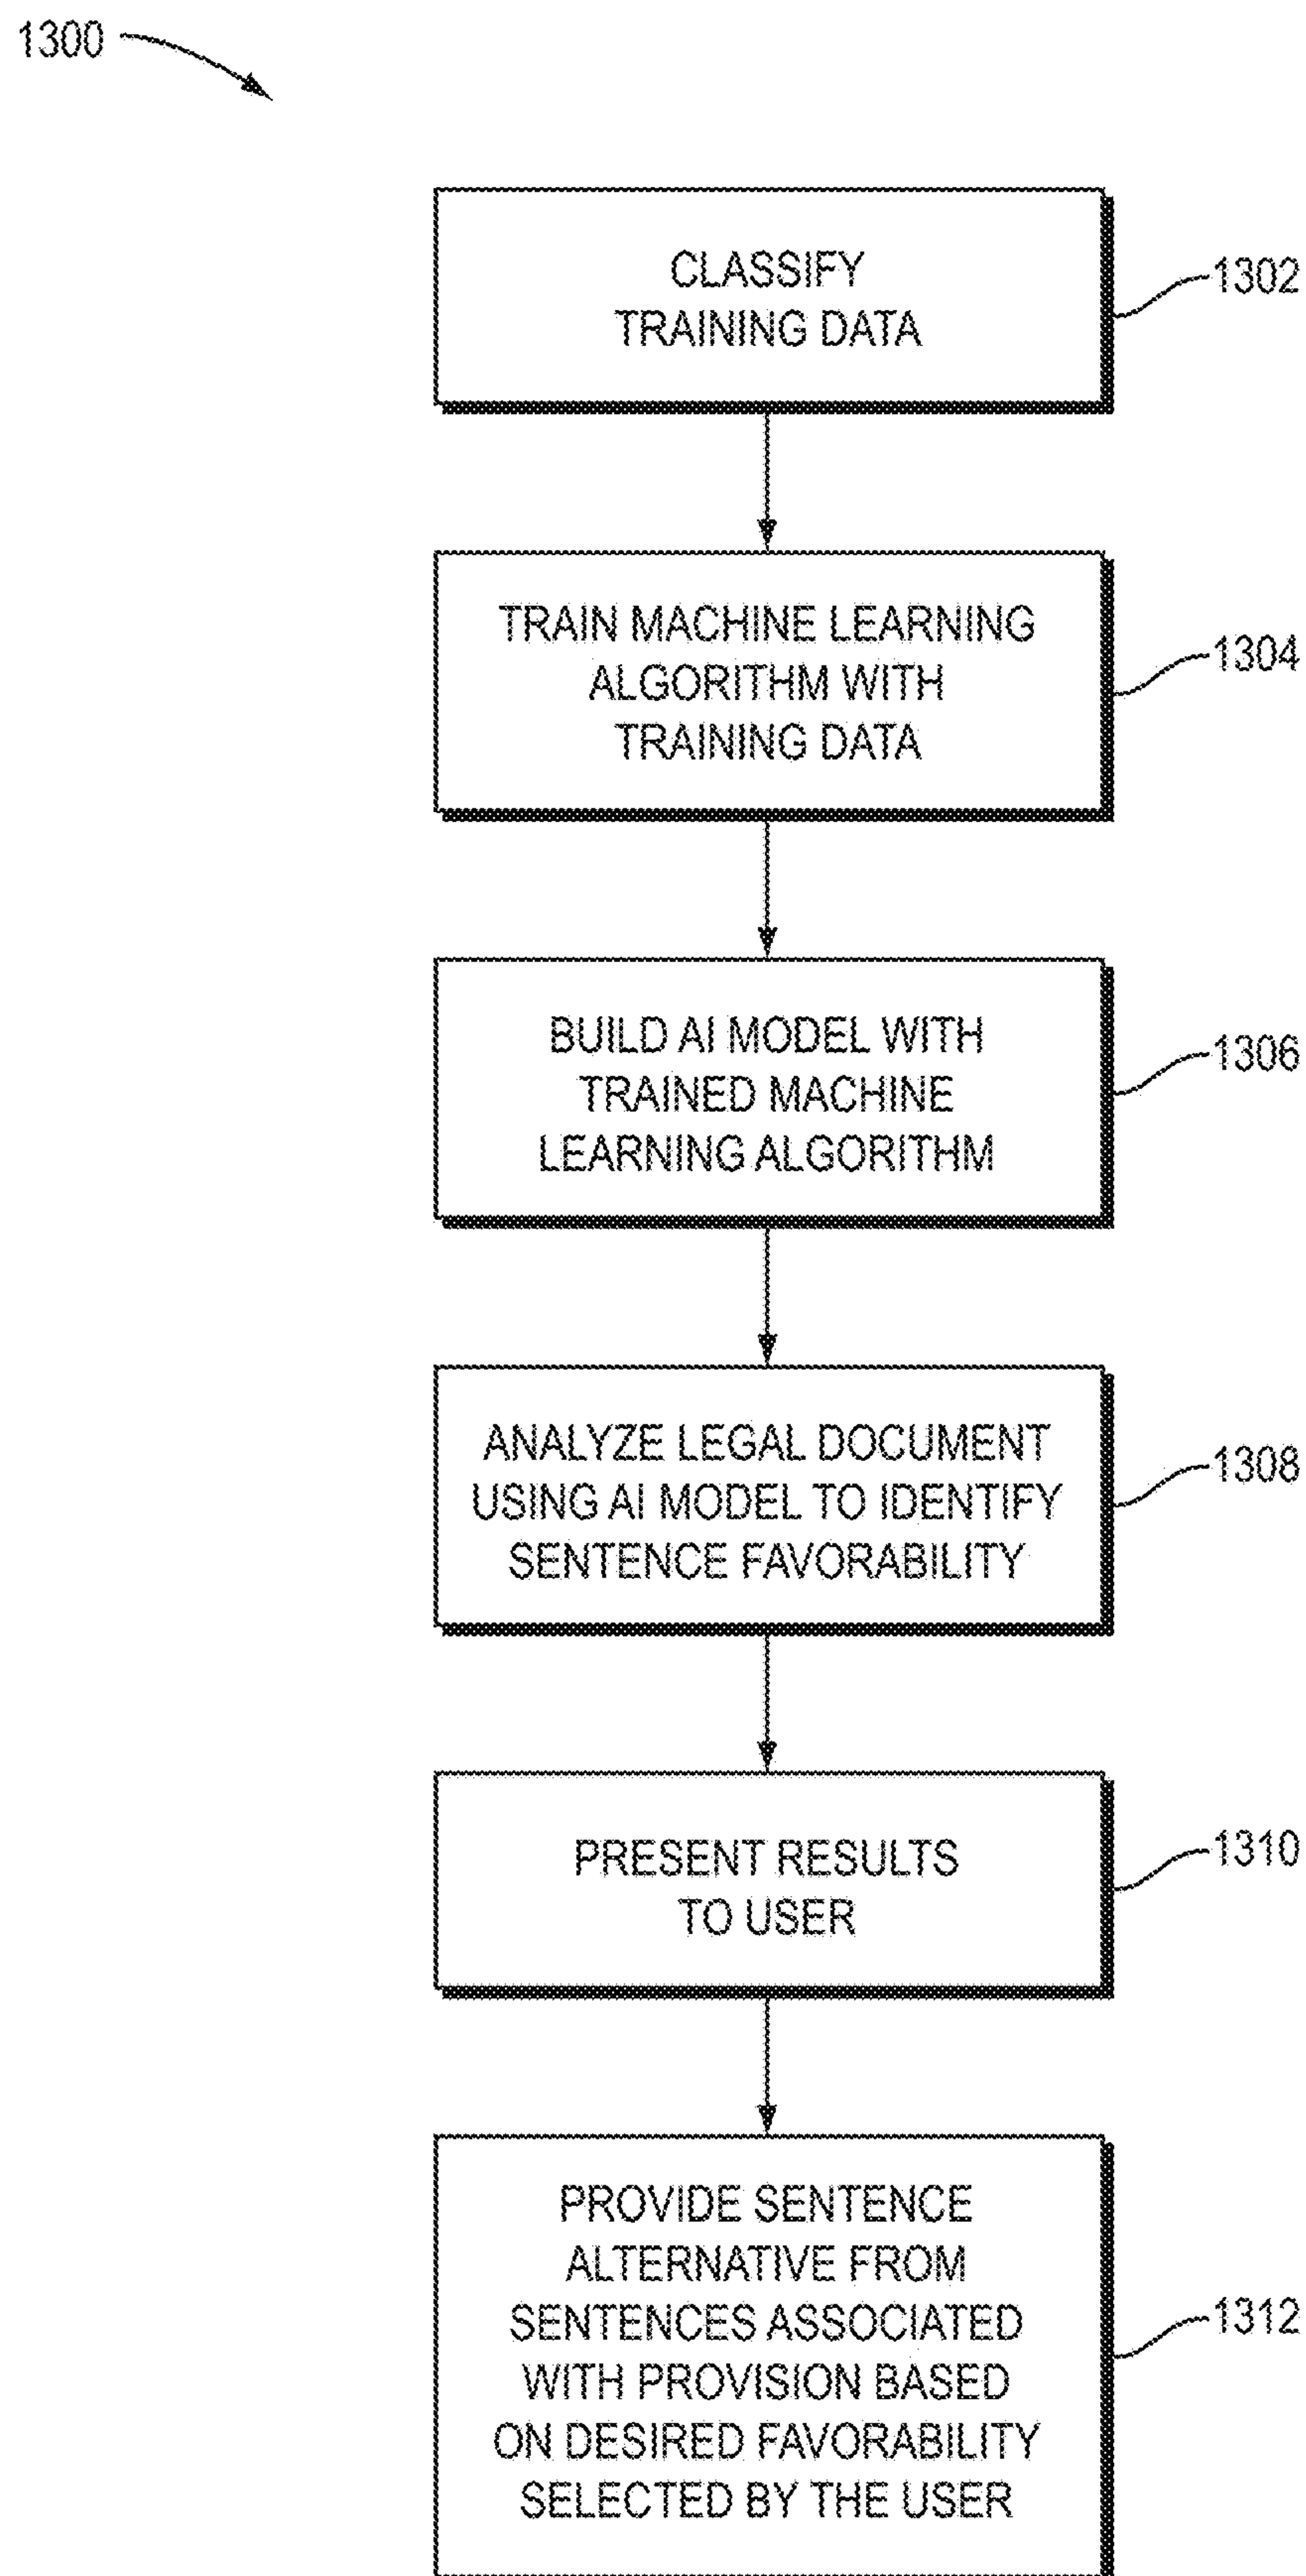 1300
CLASSIFY
TRAINING DATA
1302
TRAIN MACHINE LEARNING
ALGORITHM WITH
TRAINING DATA
1304
BUILD AI MODEL WITH
TRAINED MACHINE
LEARNING ALGORITHM
1306
ANALYZE LEGAL DOCUMENT
USING AI MODEL TO IDENTIFY
SENTENCE FAVORABILITY
1308
PRESENT RESULTS
TO USER
1310
PROVIDE SENTENCE
ALTERNATIVE FROM
SENTENCES ASSOCIATED
WITH PROVISION BASED
ON DESIRED FAVORABILITY
SELECTED BY THE USER
1312